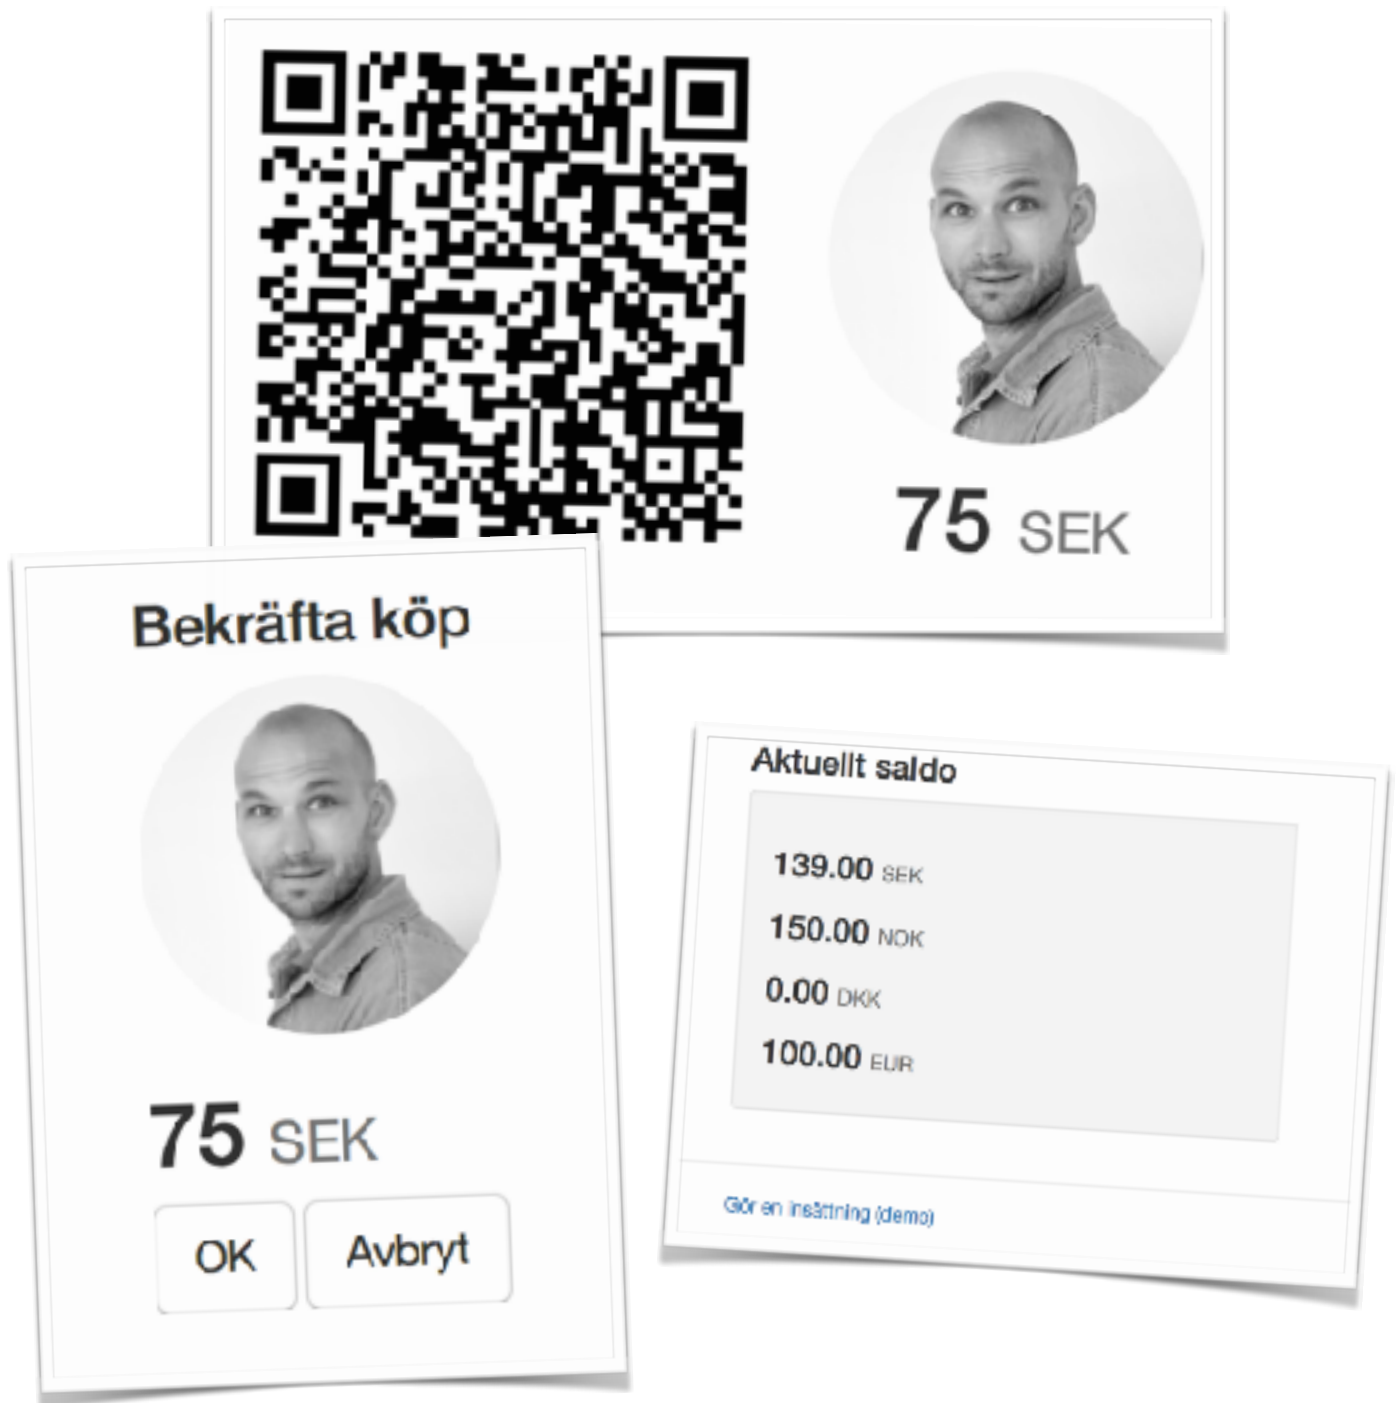 75 SEK
Bekräfta köp
75 SEK
OK Avbryt
Aktuellt saldo
139.00 SEK
150.00 NOK
0.00 DKK
100.00 EUR
Gör en insättning (demo)